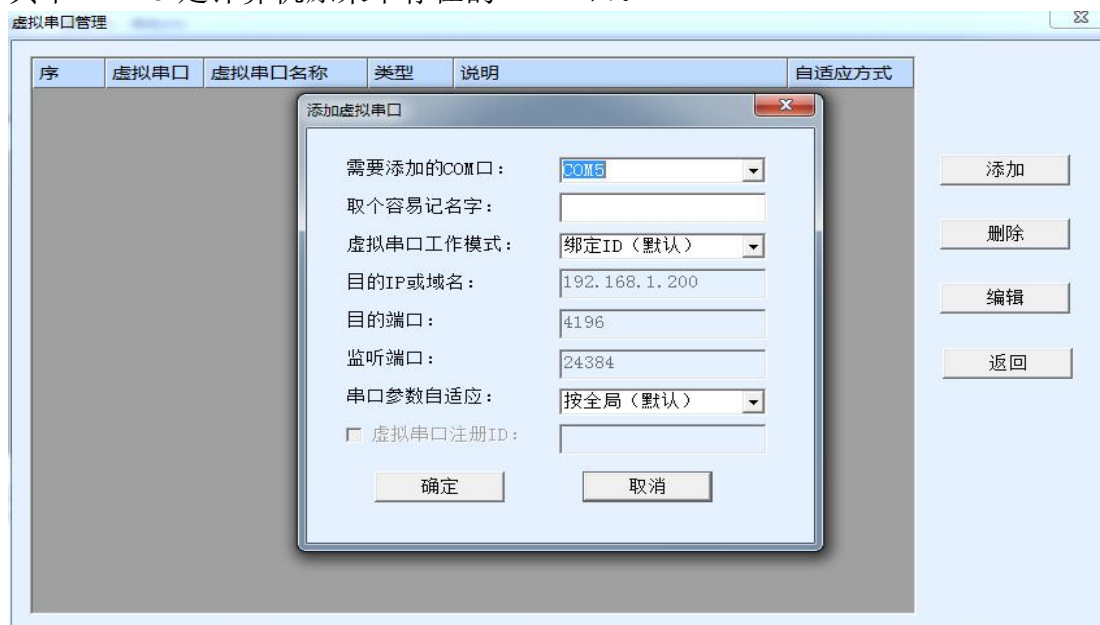 虚拟串口管理
序 虚拟串口 虚拟串口名称 类型 说明 自适应方式
添加虚拟串口
需要添加的COM口： COM5
取个容易记名字：
虚拟串口工作模式： 绑定ID（默认）
目的IP或域名： 192.168.1.200
目的端口： 4196
监听端口： 24384
串口参数自适应： 按全局（默认）
虚拟串口注册ID：
确定 取消
添加
删除
编辑
返回